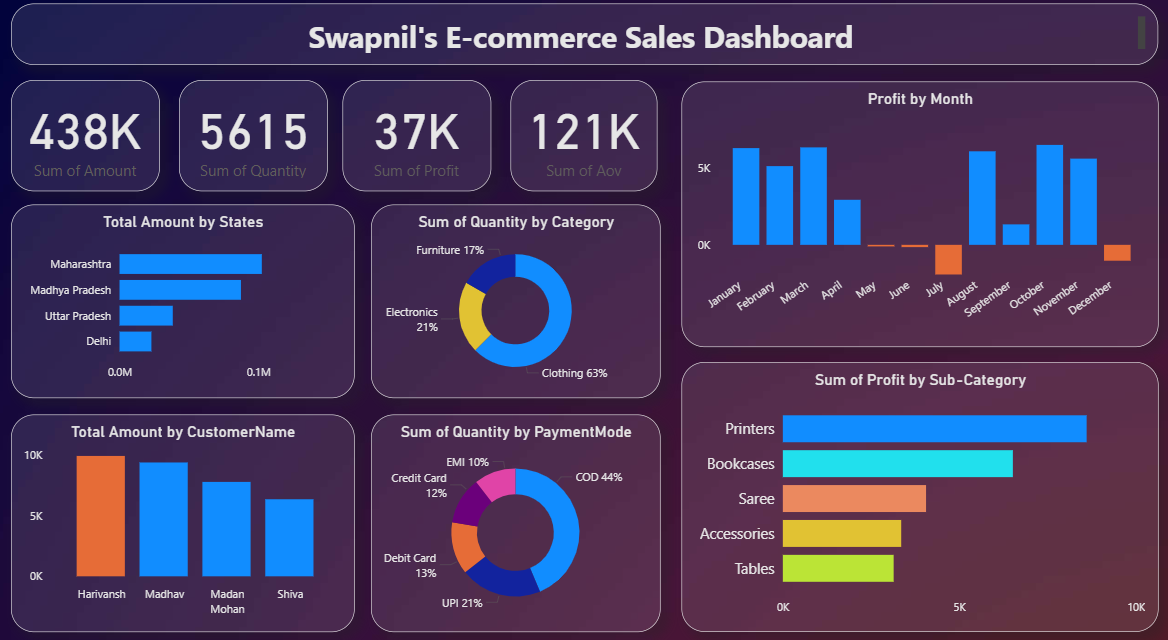 Swapnil's E-commerce Sales Dashboard
438K
Sum of Amount
5615
Sum of Quantity
37K
Sum of Profit
121K
Sum of Aov
Profit by Month
5K
0K
January
February
March
April
May
June
July
August
September
October
November
December
Total Amount by States
Maharashtra
Madhya Pradesh
Uttar Pradesh
Delhi
0.0M
0.1M
Sum of Quantity by Category
Furniture 17%
Electronics
21%
Clothing 63%
Total Amount by CustomerName
10K
5K
0K
Harivansh
Madhav
Madan
Mohan
Shiva
Sum of Quantity by PaymentMode
EMI 10%
Credit Card
12%
Debit Card
13%
UPI 21%
COD 44%
Sum of Profit by Sub-Category
Printers
Bookcases
Saree
Accessories
Tables
0K
5K
10K